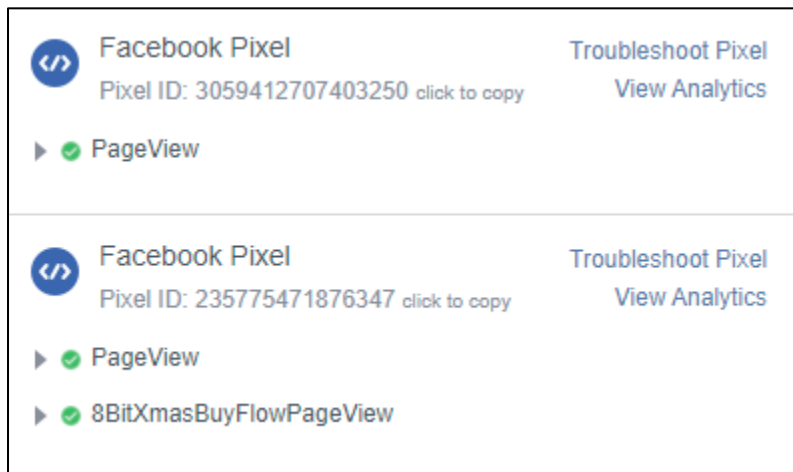 Facebook Pixel
Troubleshoot Pixel
Pixel ID: 3059412707403250 click to copy
View Analytics
PageView
Facebook Pixel
Troubleshoot Pixel
Pixel ID: 235775471876347 click to copy
View Analytics
PageView
8BitXmasBuyFlowPageView